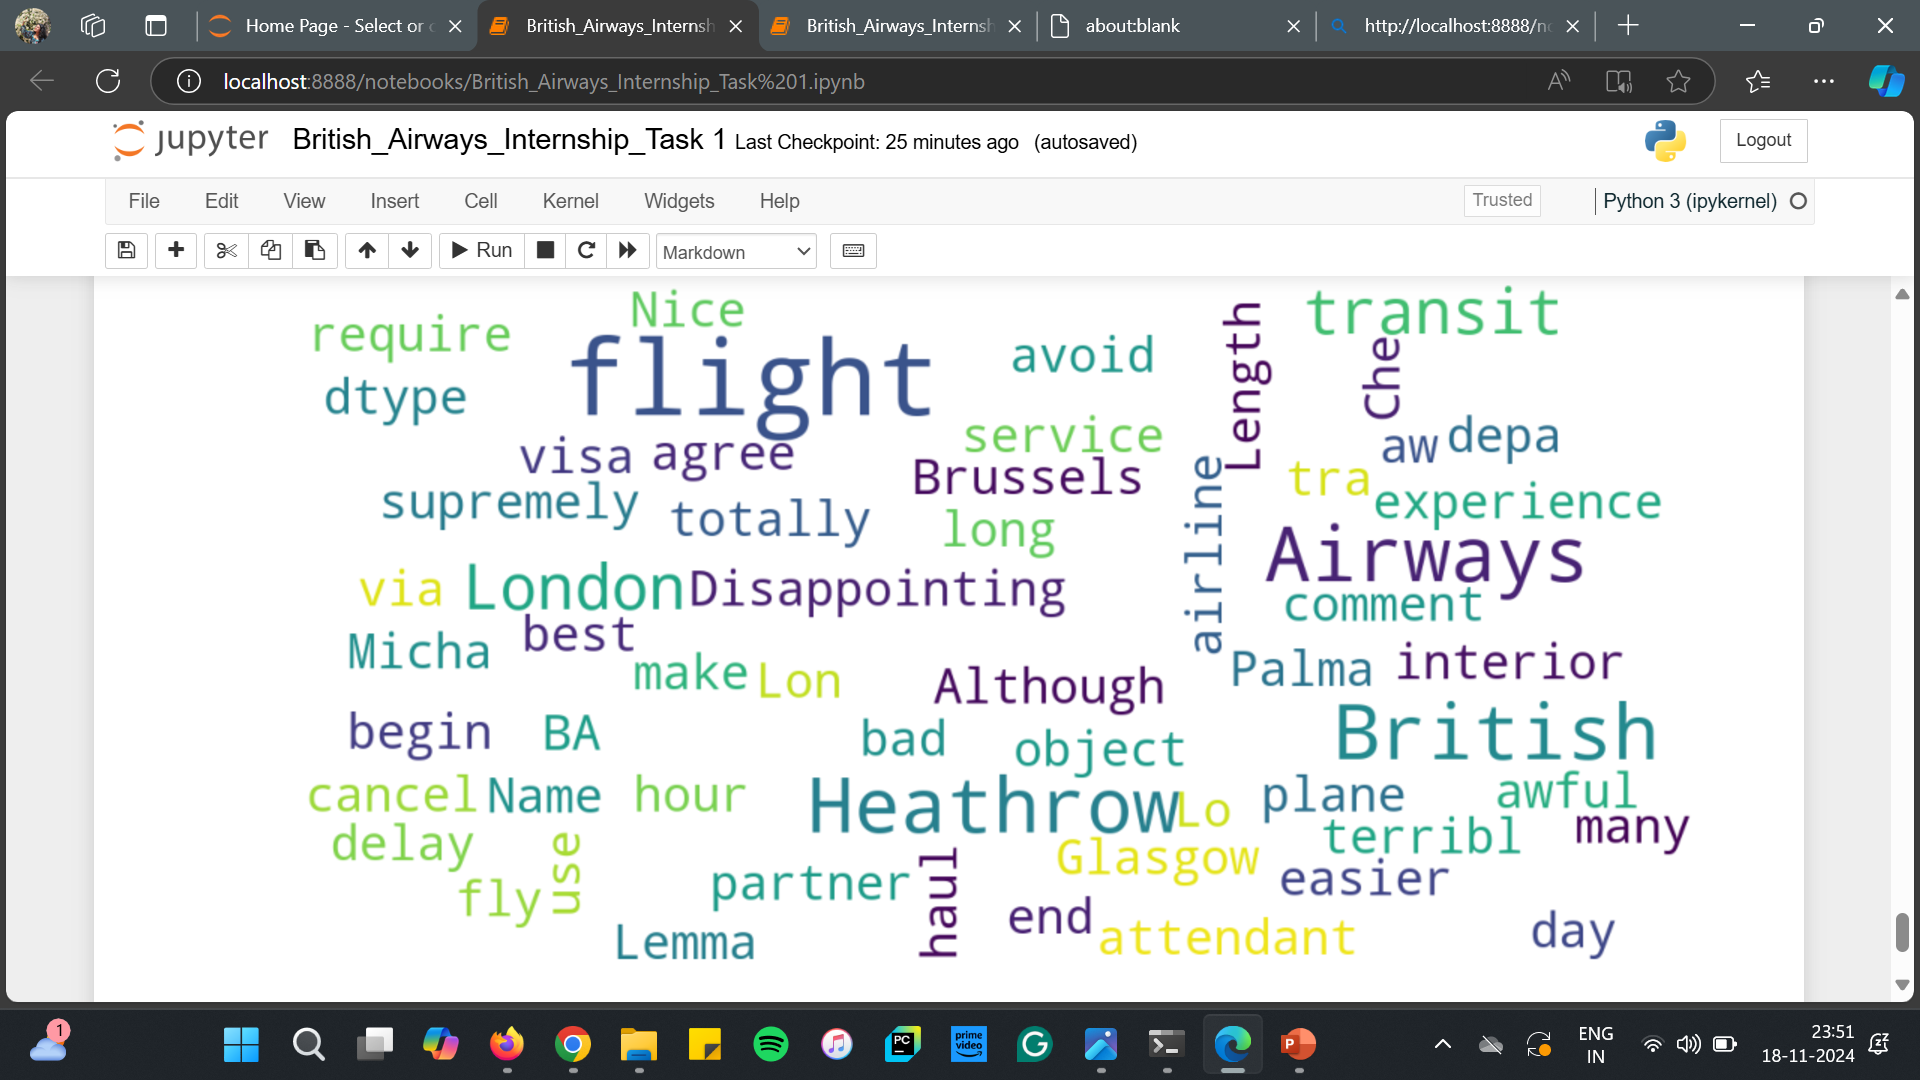 Home Page - Select or c
British_Airways_Internsh
British_Airways_Internsh
about:blank
http://localhost:8888/n
localhost:8888/notebooks/British_Airways_Internship_Task%201.ipynb
jupyter British_Airways_Internship_Task 1 Last Checkpoint: 25 minutes ago (autosaved)
Logout
File Edit View Insert Cell Kernel Widgets Help
Trusted
Python 3 (ipykernel)
Run
Markdown
Nice
transit
require
Length
flight
avoid
Che
dtype
service
aw
depa
visa
agree
Brussels
tra
supremely
totally
long
airline
experience
Airways
via
London
Disappointing
comment
Micha
best
make
Lon
Although
Palma
interior
begin
BA
bad
object
British
cancel
Name
hour
Heathrow
Lo
plane
awful
delay
use
Glasgow
terribl
many
fly
partner
haul
easier
Lemma
end
attendant
day
1
PC
prime video
ENG
IN
23:51
18-11-2024